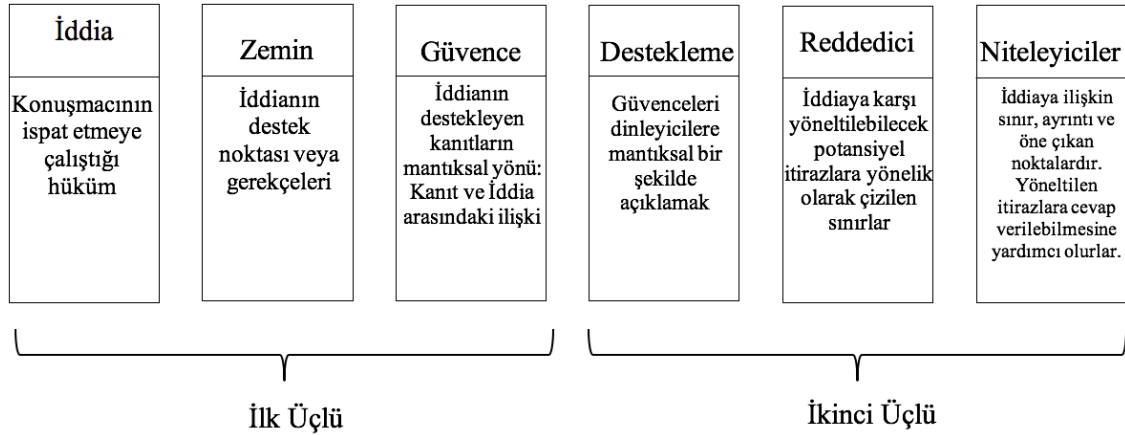 İddia
Konuşmacının
ispat etmeye
çalıştığı
hüküm
Zemin
İddianın
destek
noktası veya
gerekçeleri
Güvence
İddianın
destekleyen
kanıtların
mantıksal yönü:
Kanıt ve İddia
arasındaki ilişki
Destekleme
Güvenceleri
dinleyicilere
mantıksal bir
şekilde
açıklamak
Reddedici
İddiaya karşı
yöneltilebilecek
potansiyel
itirazlara yönelik
olarak çizilen
sınırlar
Niteleyiciler
İddiaya ilişkin
sınır, ayrıntı ve
öne çıkan
noktalardır.
Yöneltilen
itirazlara cevap
verilebilmesine
yardımcı olurlar.
İlk Üçlü
İkinci Üçlü